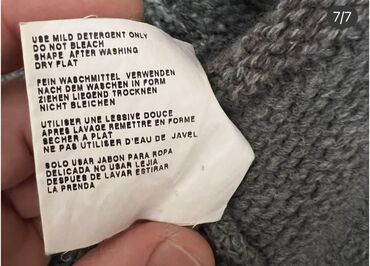 7/7
USE MILD DETERGENT ONLY
DO NOT BLEACH
SHAPE AFTER WASHING
DRY FLAT
FEIN WASCHMITTEL VERWENDEN
NACH DEM WASCHEN IN FORM
ZIEHEN LIEGEND TROCKNEN
NICHT BLEICHEN
UTILISER UNE LESSIVE DOUCE
APRES LAVAGE REMETTRE EN FORME
SECHER A PLAT
NE PAS UTILISER D'EAU DE JAVEL
SOLO USAR JABON PARA ROPA
DELICADA NO USAR LEJIA
DESPUES DE LAVAR ESTIRAR
LA PRENDA